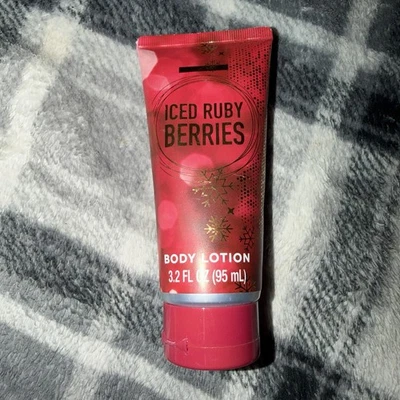 ICED RUBY
BERRIES
BODY LOTION
3.2 FL OZ (95 mL)